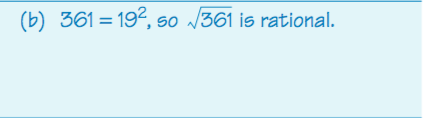 (b) 361 = 19², so √361 is rational.